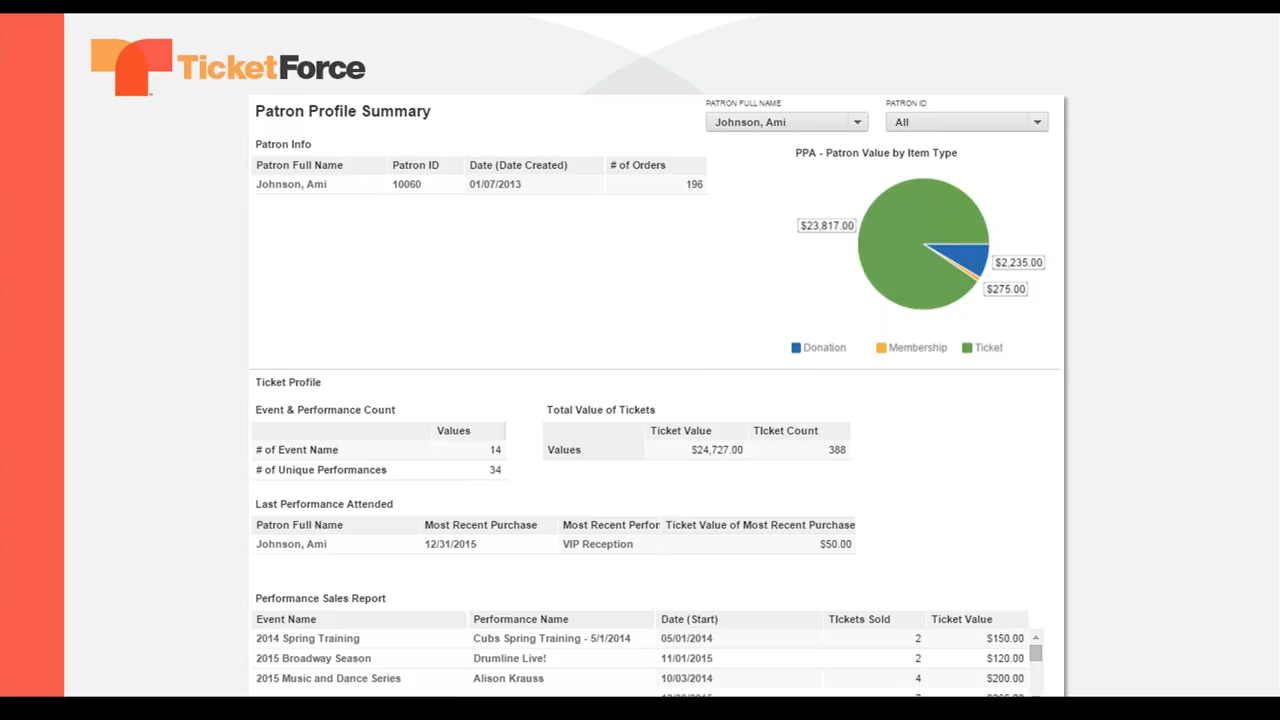 TicketForce
Patron Profile Summary
PATRON FULL NAME PATRON ID
Johnson, Ami All
Patron Info
PPA - Patron Value by Item Type
Patron Full Name Patron ID Date (Date Created) # of Orders
Johnson, Ami 10060 01/07/2013 196
$23,817.00
$2,235.00
$275.00
Donation Membership Ticket
Ticket Profile
Event & Performance Count Total Value of Tickets
Values Ticket Value TIcket Count
# of Event Name 14 Values $24,727.00 388
# of Unique Performances 34
Last Performance Attended
Patron Full Name Most Recent Purchase Most Recent Perfor Ticket Value of Most Recent Purchase
Johnson, Ami 12/31/2015 VIP Reception $50.00
Performance Sales Report
Event Name Performance Name Date (Start) TIckets Sold Ticket Value
2014 Spring Training Cubs Spring Training - 5/1/2014 05/01/2014 2 $150.00
2015 Broadway Season Drumline Live! 11/01/2015 2 $120.00
2015 Music and Dance Series Alison Krauss 10/03/2014 4 $200.00